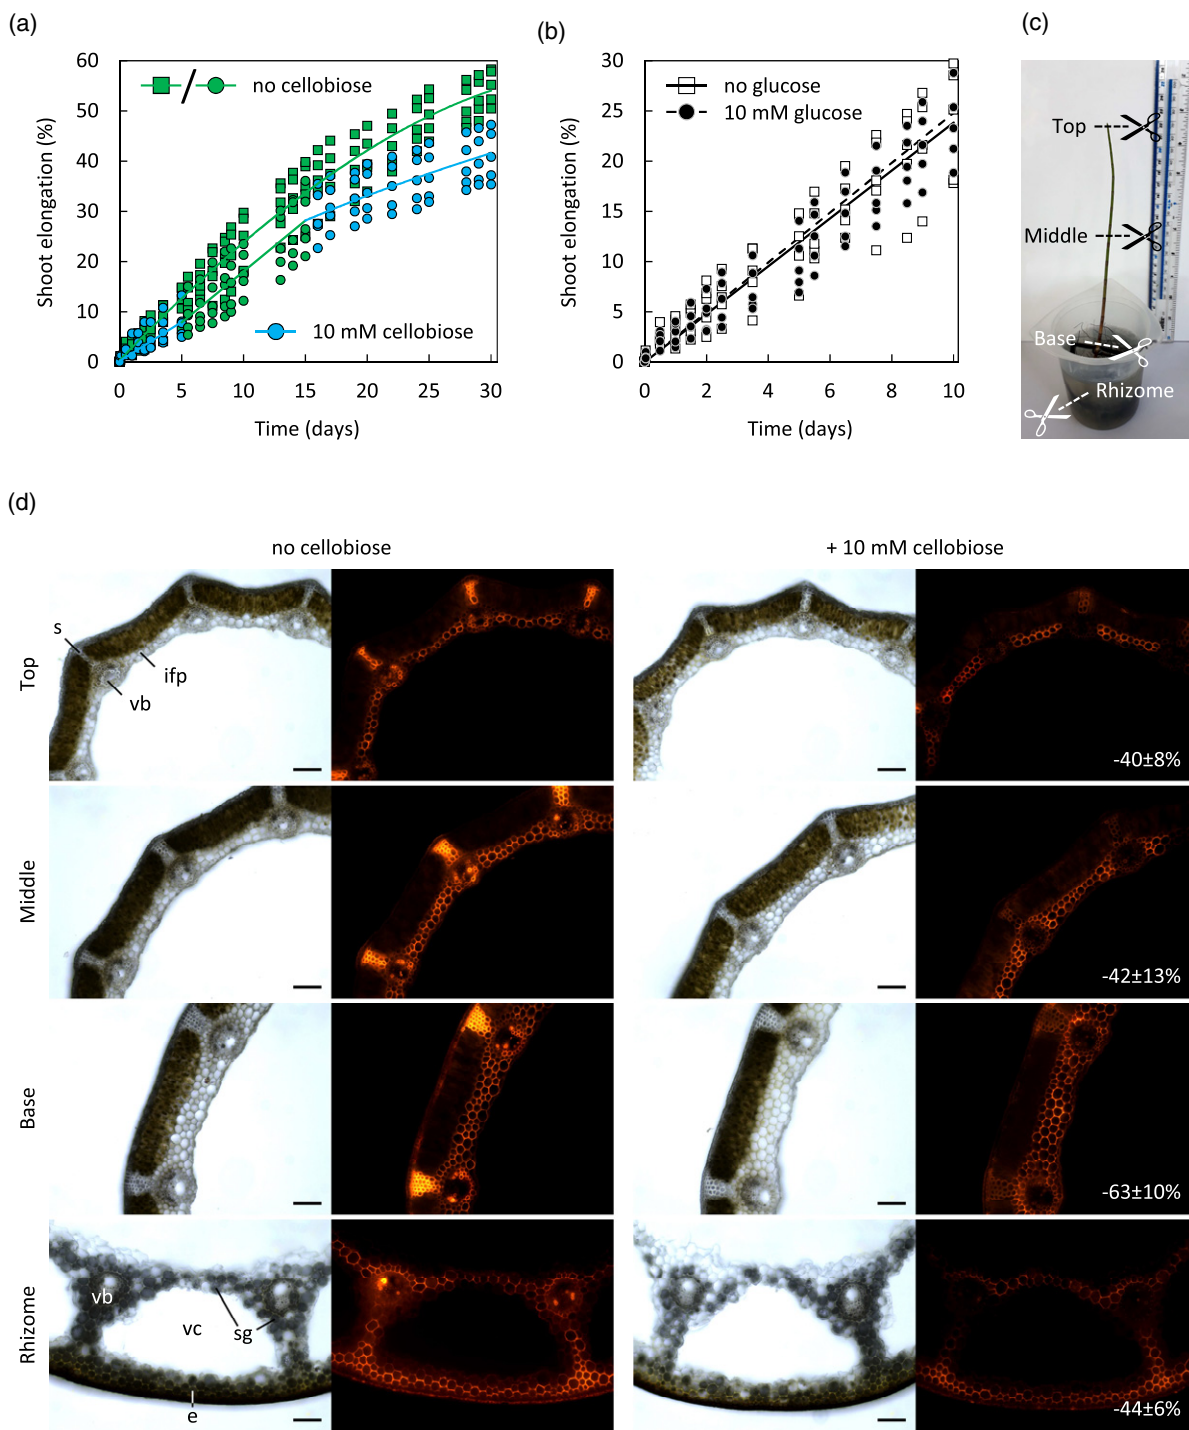 (a)
60
50
40
30
20
10
0
Shoot elongation (%)
no cellobiose
10 mM cellobiose
0 5 10 15 20 25 30
Time (days)
(b)
30
25
20
15
10
5
0
Shoot elongation (%)
no glucose
10 mM glucose
0 2 4 6 8 10
Time (days)
(c)
Top
Middle
Base
Rhizome
(d)
no cellobiose
+ 10 mM cellobiose
Top
s
ifp
vb
-40±8%
Middle
-42±13%
Base
-63±10%
Rhizome
vb
vc
sg
e
-44±6%